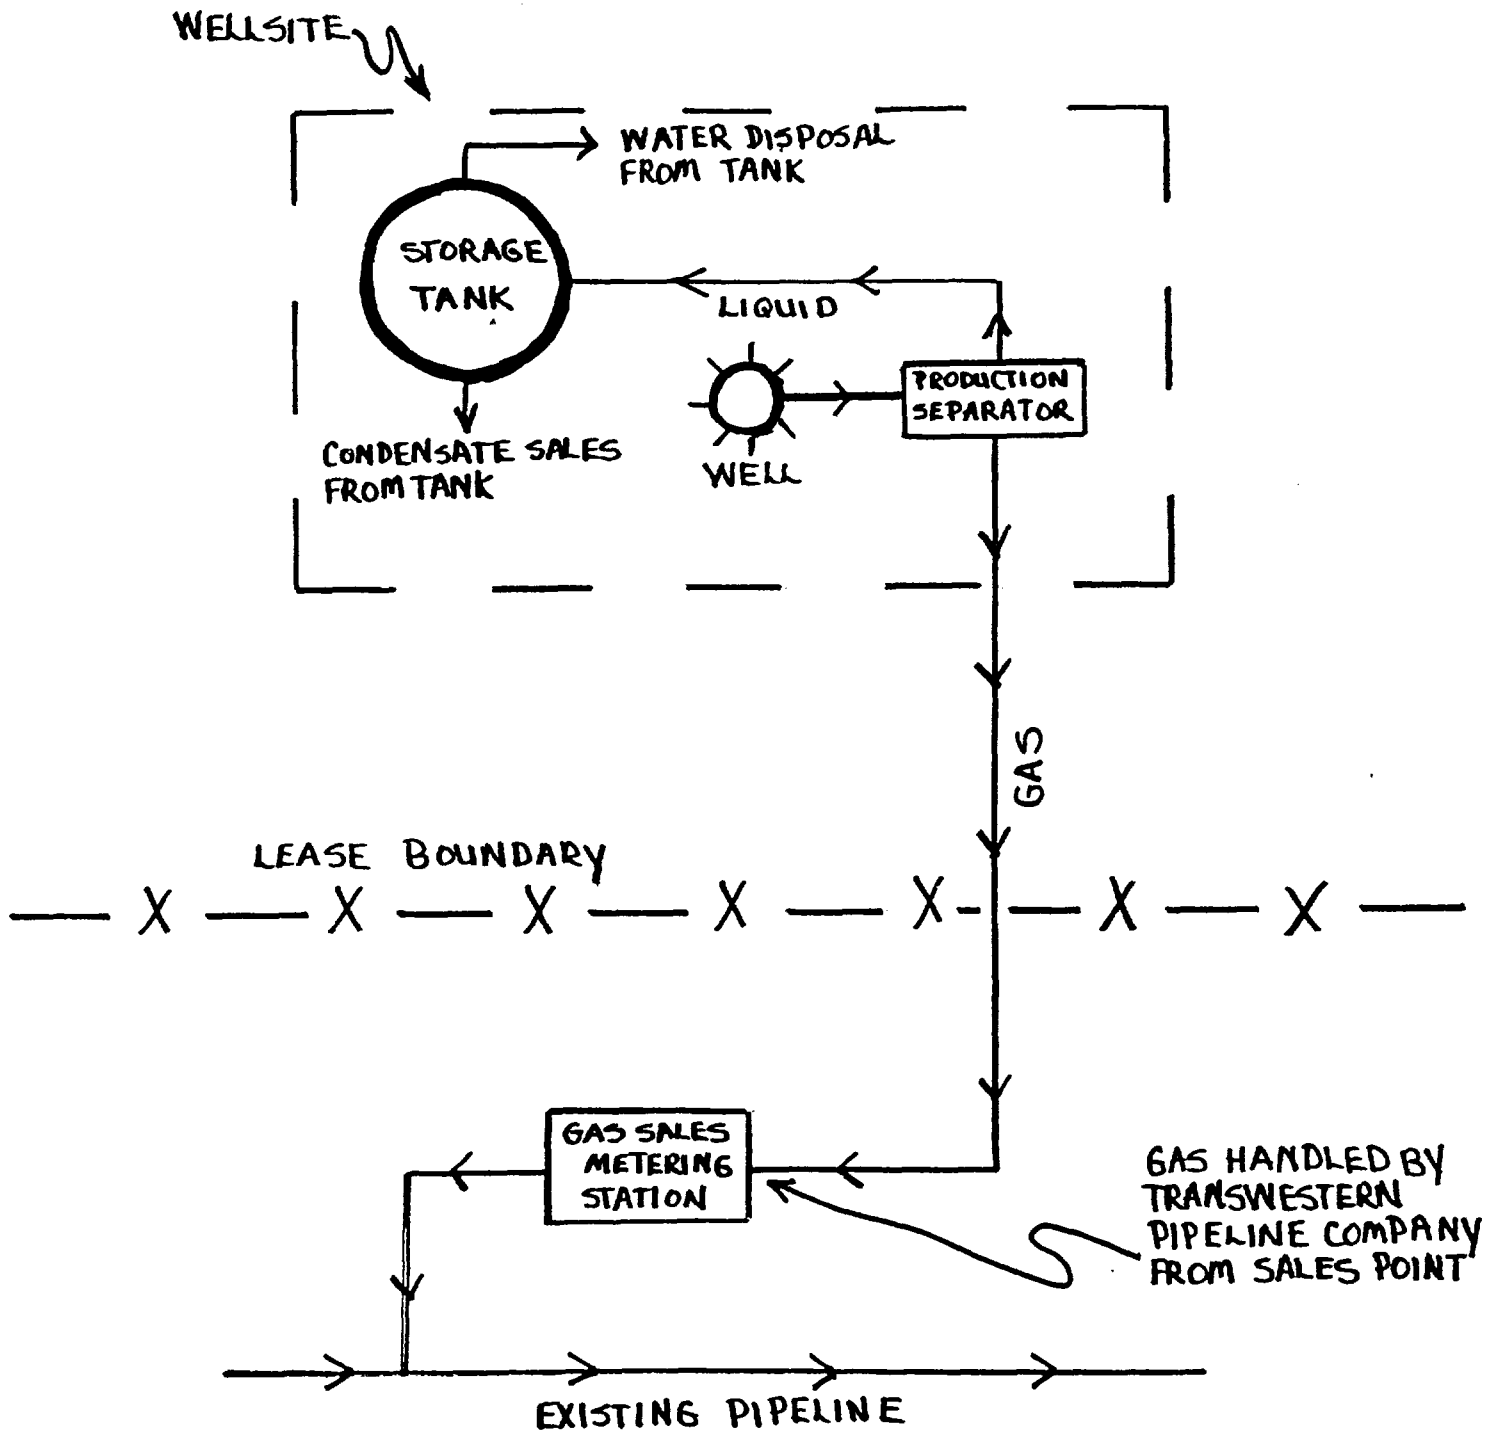 WELLSITE
WATER DISPOSAL
FROM TANK
STORAGE
TANK
LIQUID
PRODUCTION
SEPARATOR
CONDENSATE SALES
FROM TANK
WELL
GAS
LEASE BOUNDARY
GAS SALES
METERING
STATION
GAS HANDLED BY
TRANSWESTERN
PIPELINE COMPANY
FROM SALES POINT
EXISTING PIPELINE